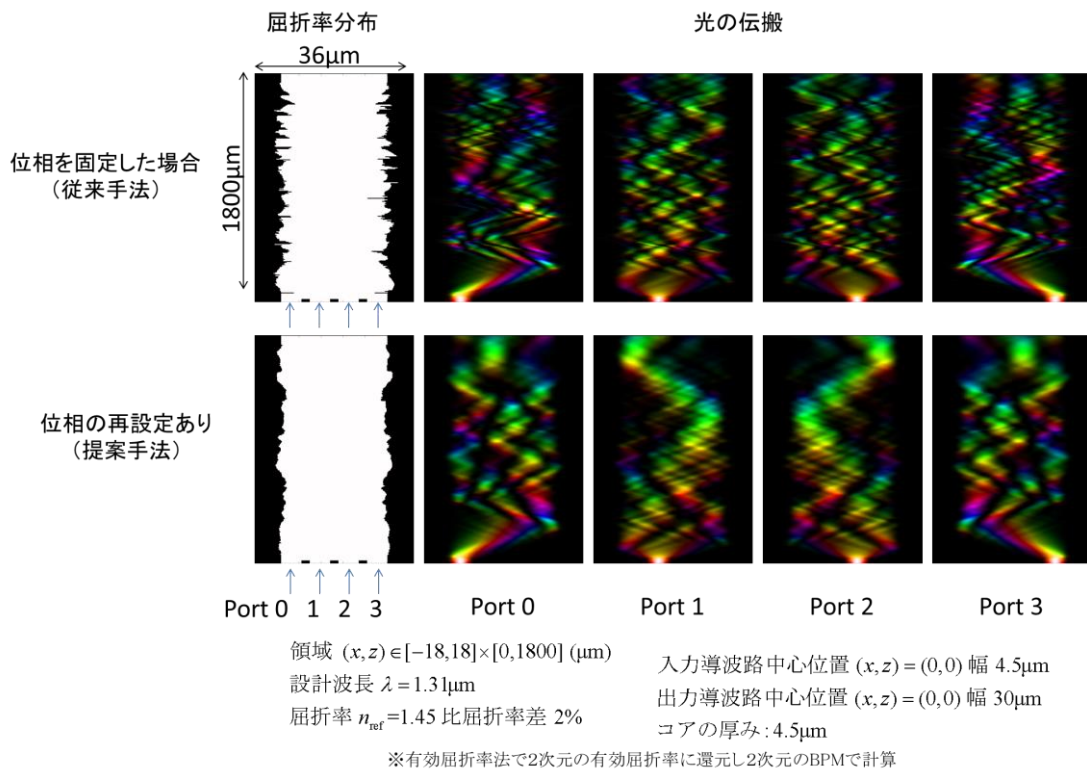 屈折率分布
光の伝搬
36μm
1800μm
位相を固定した場合
（従来手法）
位相の再設定あり
（提案手法）
Port 0 1 2 3
Port 0
Port 1
Port 2
Port 3
領域 (x,z)∈[−18,18]×[0,1800] (μm)
設計波長 λ=1.31μm
屈折率 n_ref=1.45 比屈折率差 2%
入力導波路中心位置 (x,z)=(0,0) 幅 4.5μm
出力導波路中心位置 (x,z)=(0,0) 幅 30μm
コアの厚み：4.5μm
※有効屈折率法で2次元の有効屈折率に還元し2次元のBPMで計算